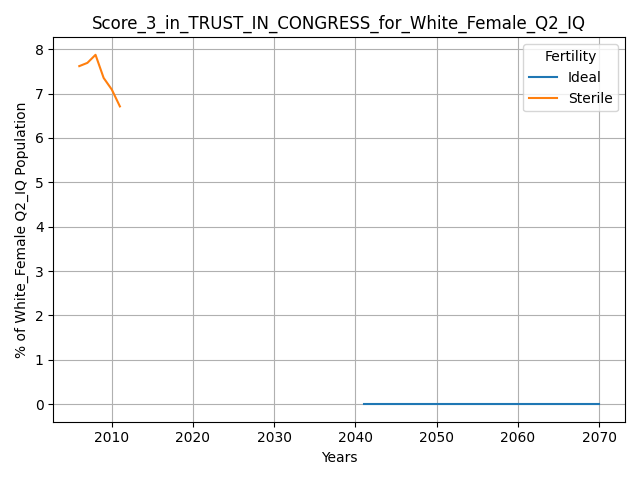 Score_3_in_TRUST_IN_CONGRESS_for_White_Female_Q2_IQ
Fertility
Ideal
Sterile
8
7
6
5
4
3
2
1
0
% of White_Female Q2_IQ Population
2010 2020 2030 2040 2050 2060 2070
Years